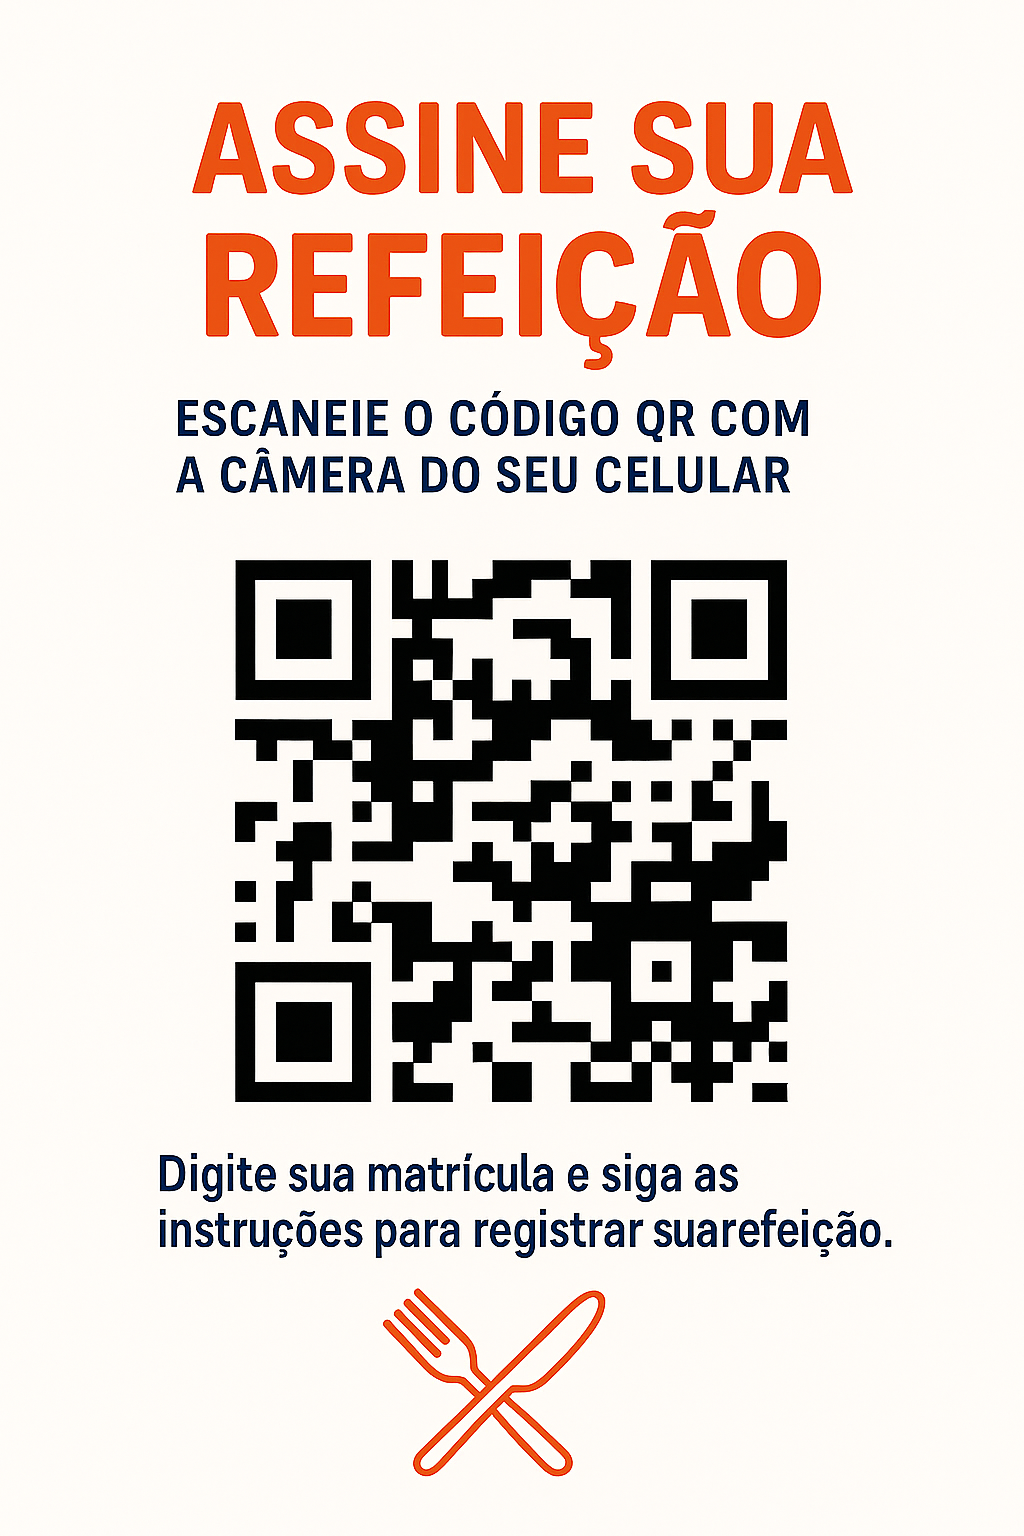 ASSINE SUA
REFEIÇÃO
ESCANEIE O CÓDIGO QR COM
A CÂMERA DO SEU CELULAR
Digite sua matrícula e siga as
instruções para registrar suarefeição.